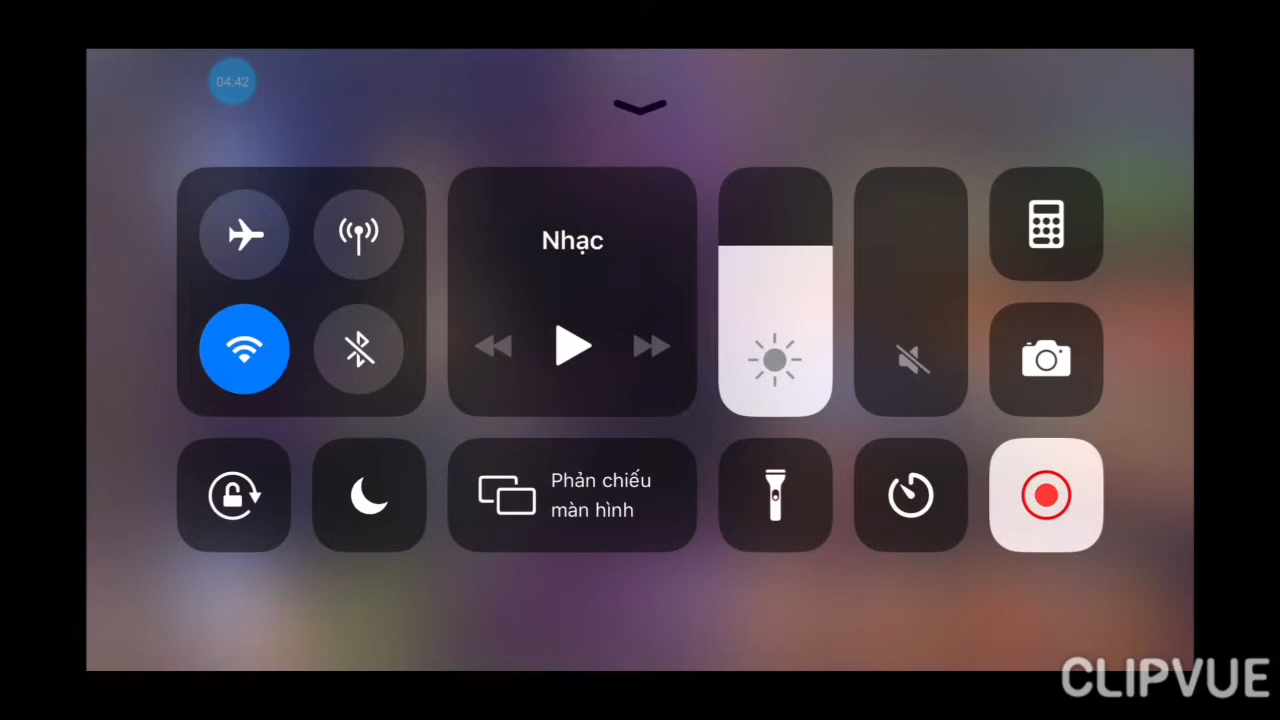 04:42
Nhạc
Phản chiếu
màn hình
CLIPVUE